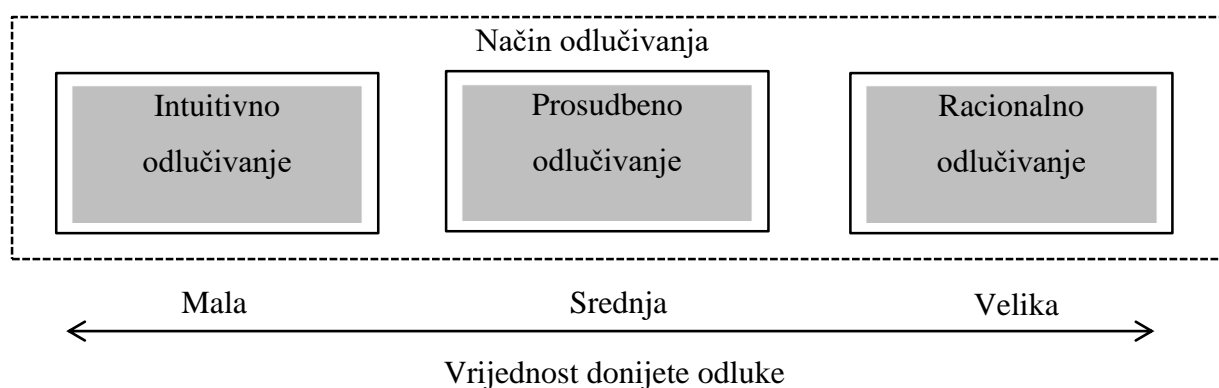 Način odlučivanja
Intuitivno
odlučivanje
Prosudbeno
odlučivanje
Racionalno
odlučivanje
Mala
Srednja
Velika
Vrijednost donijete odluke